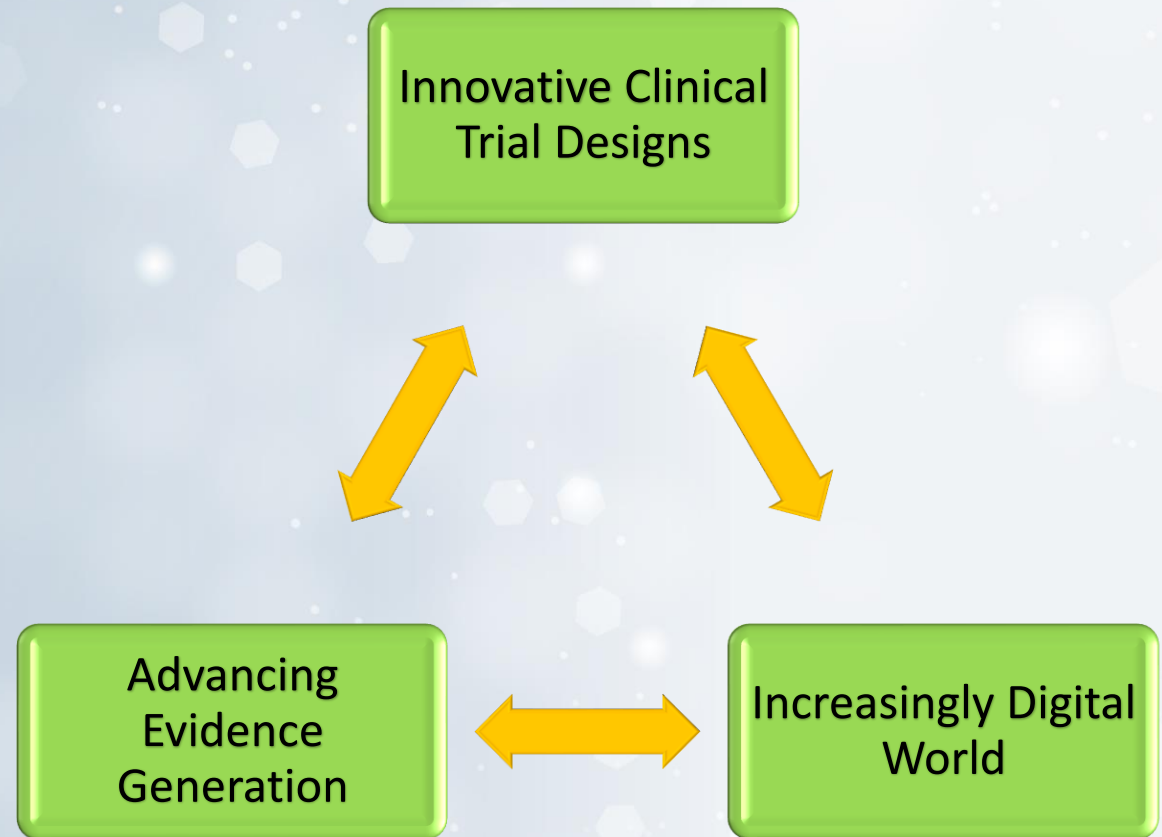 Innovative Clinical
Trial Designs
Advancing
Evidence
Generation
Increasingly Digital
World